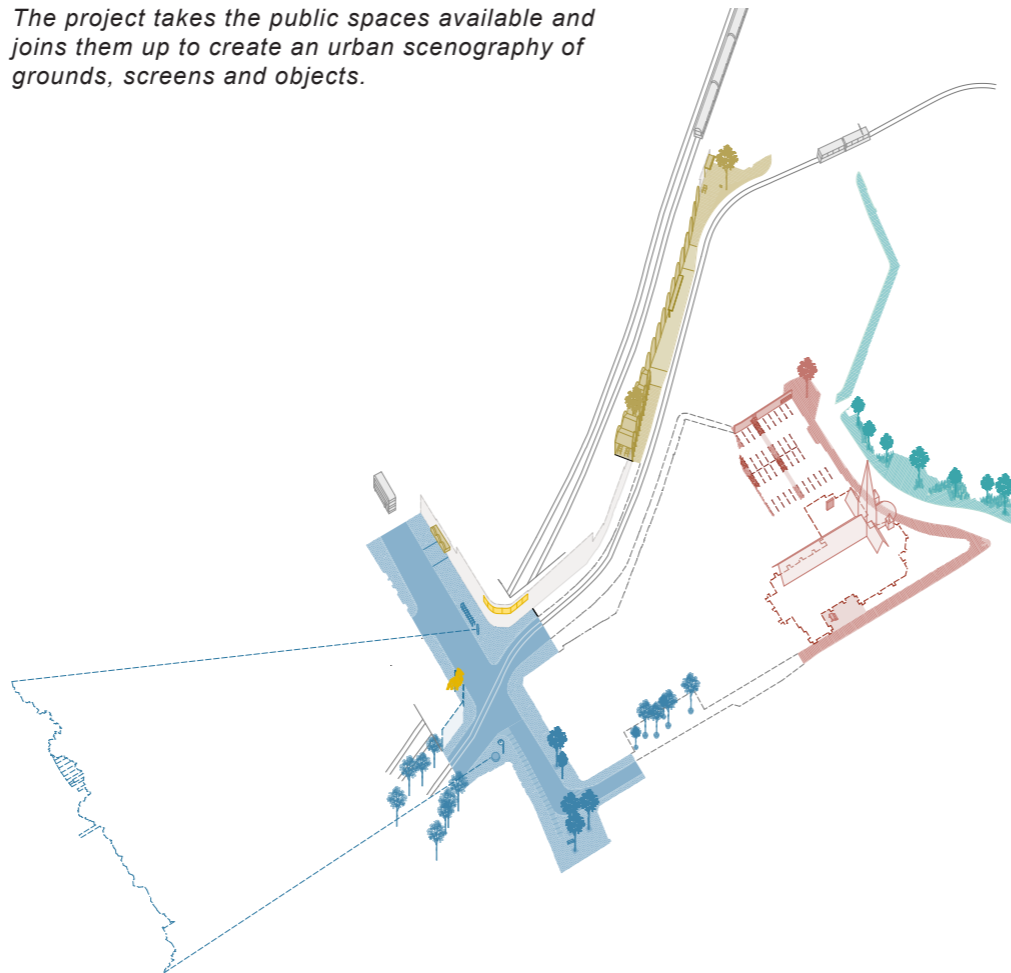 The project takes the public spaces available and
joins them up to create an urban scenography of
grounds, screens and objects.